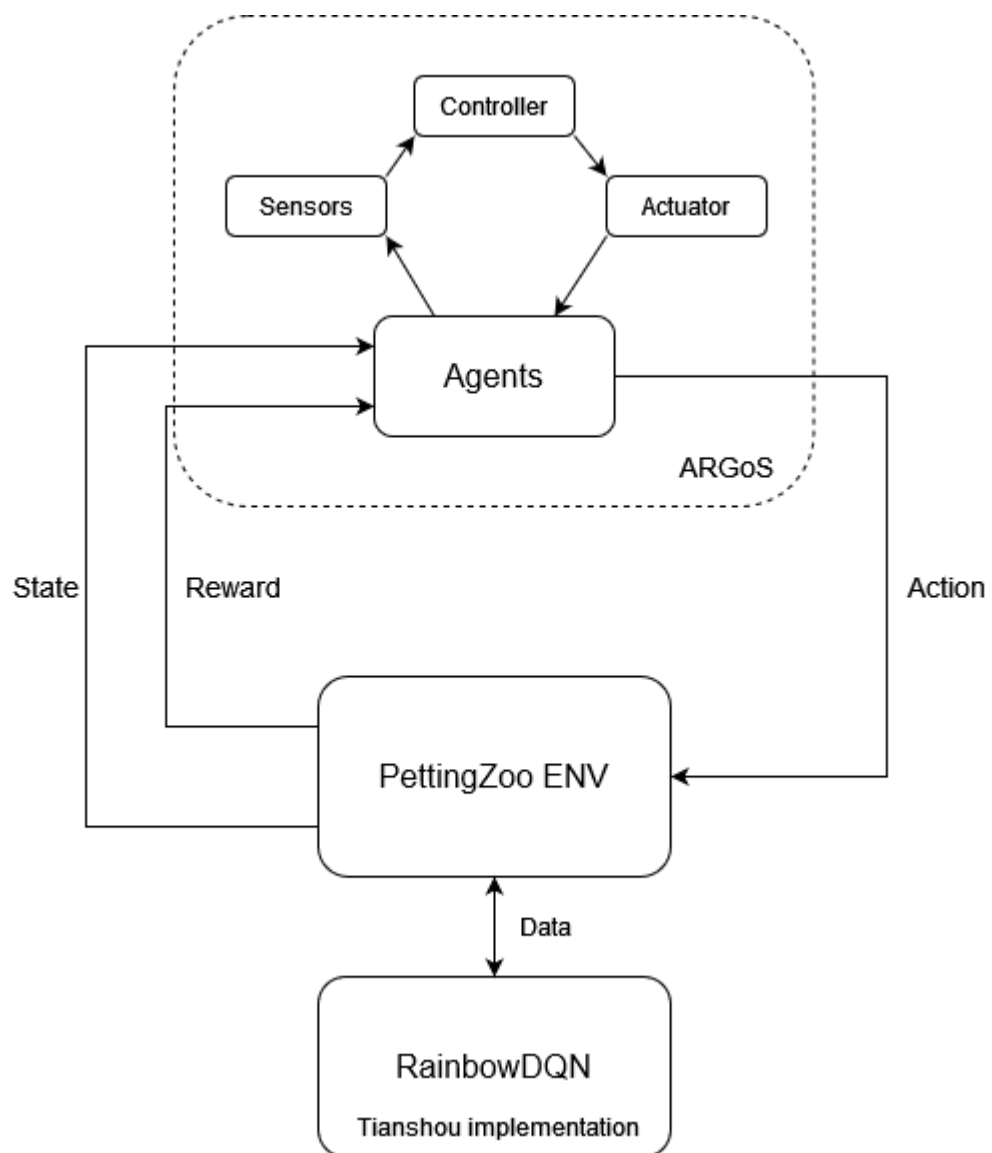 Controller
Sensors
Actuator
Agents
ARGoS
State
Reward
Action
PettingZoo ENV
Data
RainbowDQN
Tianshou implementation